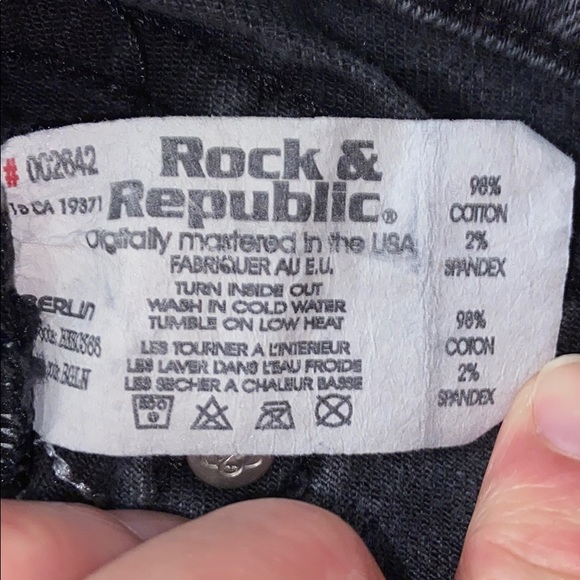 # 002642
CA 19371
Rock &
Republic®
digitally mastered in the USA
FABRIQUER AU E.U.
TURN INSIDE OUT
WASH IN COLD WATER
TUMBLE ON LOW HEAT
LES TOURNER A L'INTERIEUR
LES LAVER DANS L'EAU FROIDE
LES SECHER A CHALEUR BASSE
BERLIN
BGLN
98%
COTTON
2%
SPANDEX
98%
COTON
2%
SPANDEX